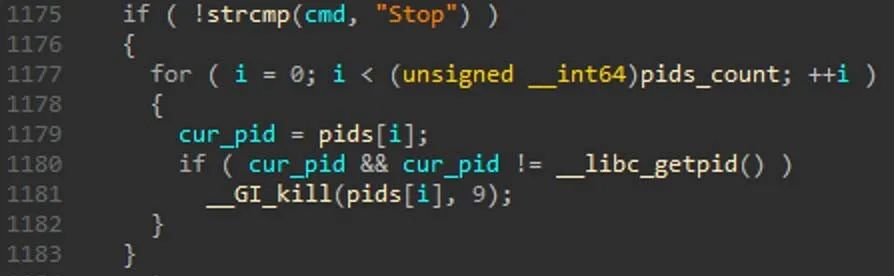 1175 if ( !strcmp(cmd, "Stop") )
1176 {
1177 for ( i = 0; i < (unsigned __int64)pids_count; ++i )
1178 {
1179 cur_pid = pids[i];
1180 if ( cur_pid && cur_pid != __libc_getpid() )
1181 __GI_kill(pids[i], 9);
1182 }
1183 }